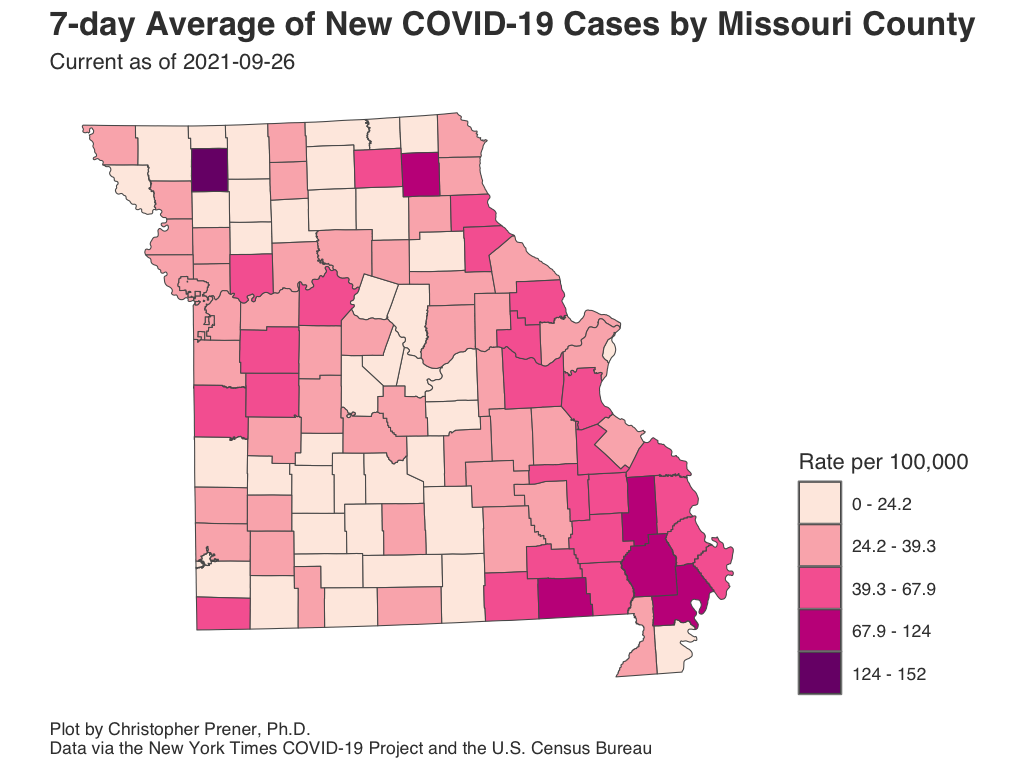 7-day Average of New COVID-19 Cases by Missouri County
Current as of 2021-09-26
Rate per 100,000
0 - 24.2
24.2 - 39.3
39.3 - 67.9
67.9 - 124
124 - 152
Plot by Christopher Prener, Ph.D.
Data via the New York Times COVID-19 Project and the U.S. Census Bureau